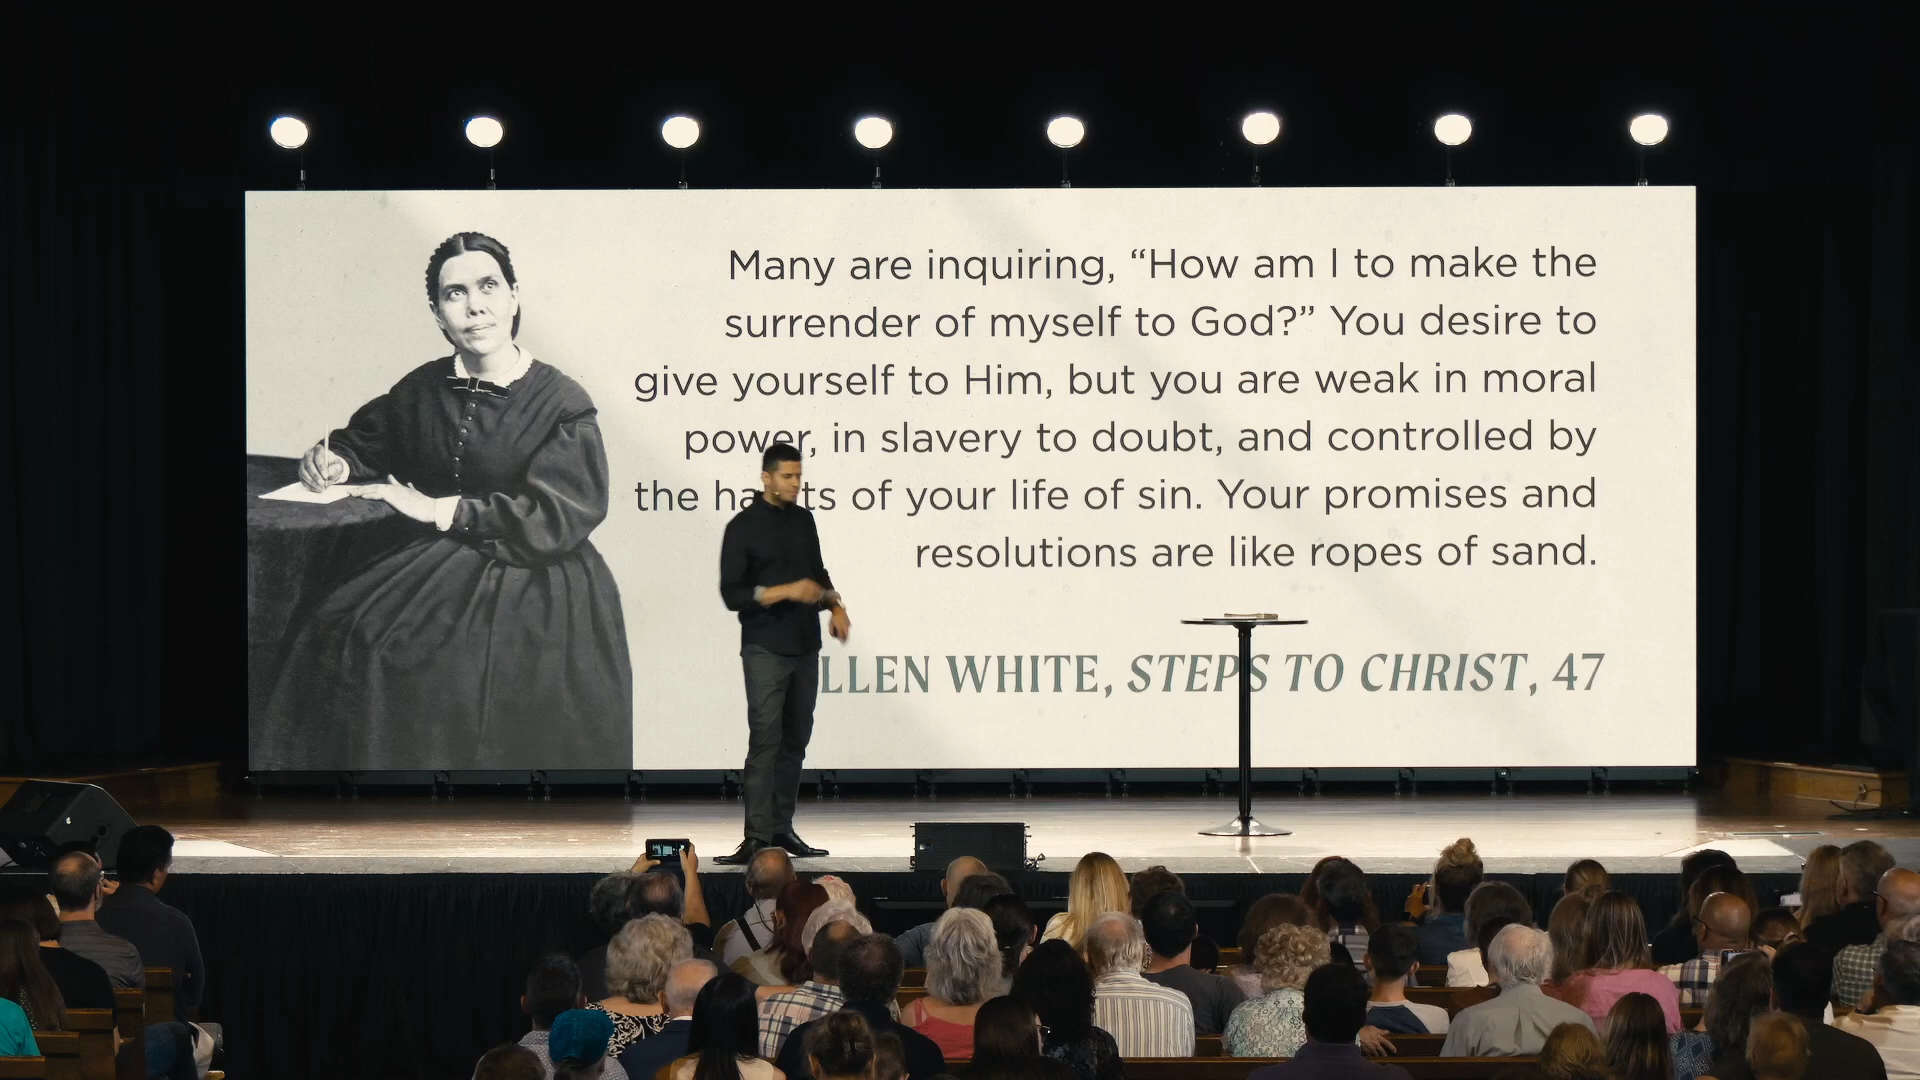 Many are inquiring, “How am I to make the
surrender of myself to God?” You desire to
give yourself to Him, but you are weak in moral
power, in slavery to doubt, and controlled by
the habits of your life of sin. Your promises and
resolutions are like ropes of sand.
ELLEN WHITE, STEPS TO CHRIST, 47